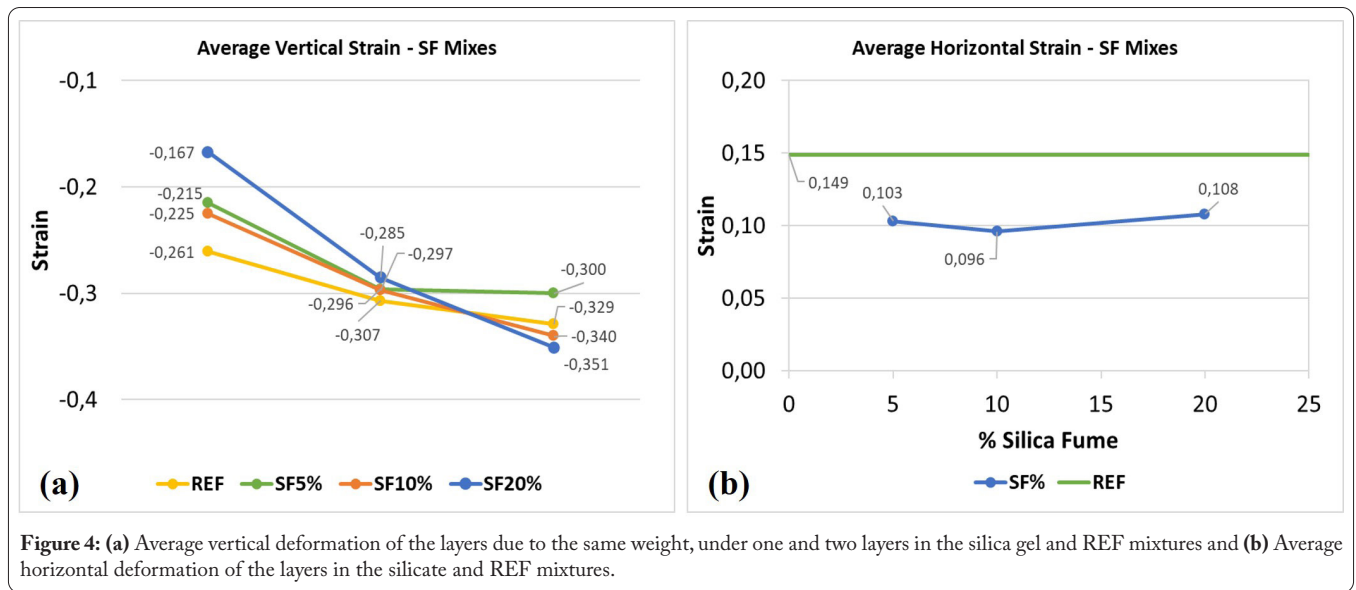 Average Vertical Strain - SF Mixes
-0,1
-0,2
-0,3
-0,4
Strain
-0,167
-0,215
-0,225
-0,261
-0,285
-0,297
-0,296
-0,307
-0,300
-0,329
-0,340
-0,351
(a)
REF SF5% SF10% SF20%
Average Horizontal Strain - SF Mixes
0,20
0,15
0,10
0,05
0,00
Strain
0,149
0,103
0,096
0,108
0 5 10 15 20 25
% Silica Fume
(b)
SF% REF
Figure 4: (a) Average vertical deformation of the layers due to the same weight, under one and two layers in the silica gel and REF mixtures and (b) Average
horizontal deformation of the layers in the silicate and REF mixtures.